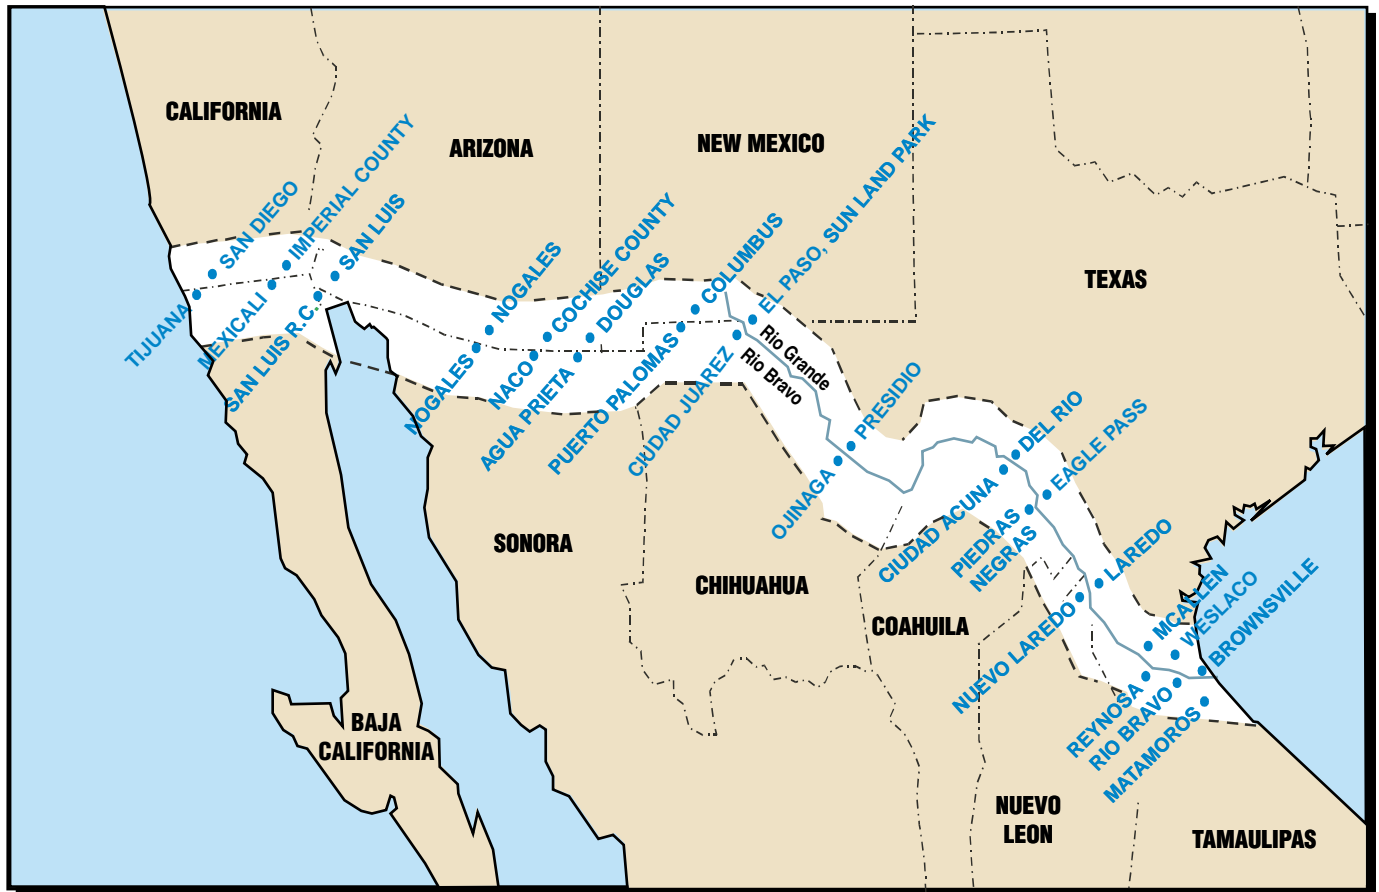 CALIFORNIA
ARIZONA
NEW MEXICO
TEXAS
SAN DIEGO
IMPERIAL COUNTY
SAN LUIS
NOGALES
COCHISE COUNTY
DOUGLAS
COLUMBUS
EL PASO, SUN LAND PARK
TIJUANA
MEXICALI
SAN LUIS R.C.
NOGALES
NACO
AGUA PRIETA
PUERTO PALOMAS
CIUDAD JUAREZ
Rio Grande
Rio Bravo
PRESIDIO
OJINAGA
DEL RIO
EAGLE PASS
CIUDAD ACUNA
PIEDRAS
NEGRAS
LAREDO
NUEVO LAREDO
MCALLEN
WESLACO
BROWNSVILLE
REYNOSA
RIO BRAVO
MATAMOROS
SONORA
CHIHUAHUA
COAHUILA
BAJA
CALIFORNIA
NUEVO
LEON
TAMAULIPAS